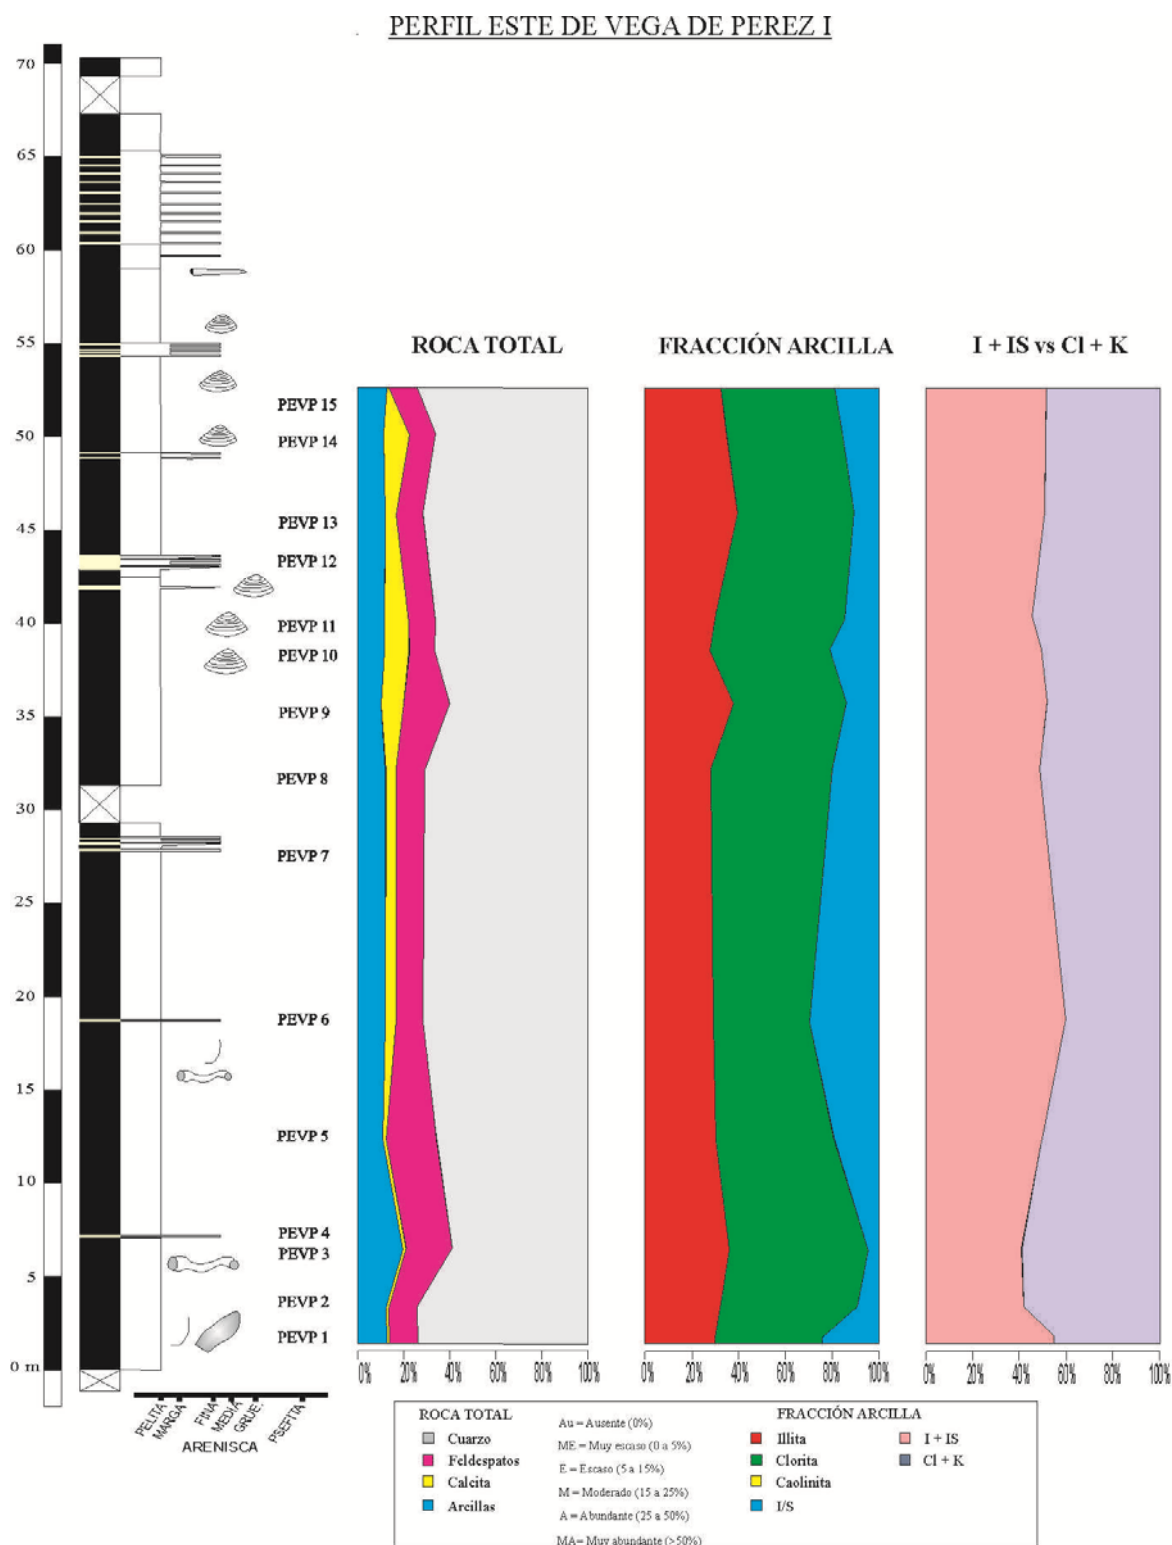 PERFIL ESTE DE VEGA DE PEREZ I
70
65
60
55
50
45
40
35
30
25
20
15
10
5
0 m
PELITA
MARGA
FINA
MEDIA
GRUE.
PSEFITA
ARENISCA
PEVP 15
PEVP 14
PEVP 13
PEVP 12
PEVP 11
PEVP 10
PEVP 9
PEVP 8
PEVP 7
PEVP 6
PEVP 5
PEVP 4
PEVP 3
PEVP 2
PEVP 1
ROCA TOTAL
0% 20% 40% 60% 80% 100%
FRACCIÓN ARCILLA
0% 20% 40% 60% 80% 100%
I + IS vs Cl + K
0% 20% 40% 60% 80% 100%
ROCA TOTAL
Cuarzo
Feldespatos
Calcita
Arcillas
Au = Ausente (0%)
ME = Muy escaso (0 a 5%)
E = Escaso (5 a 15%)
M = Moderado (15 a 25%)
A = Abundante (25 a 50%)
MA= Muy abundante (>50%)
FRACCIÓN ARCILLA
Illita
Clorita
Caolinita
I/S
I + IS
Cl + K